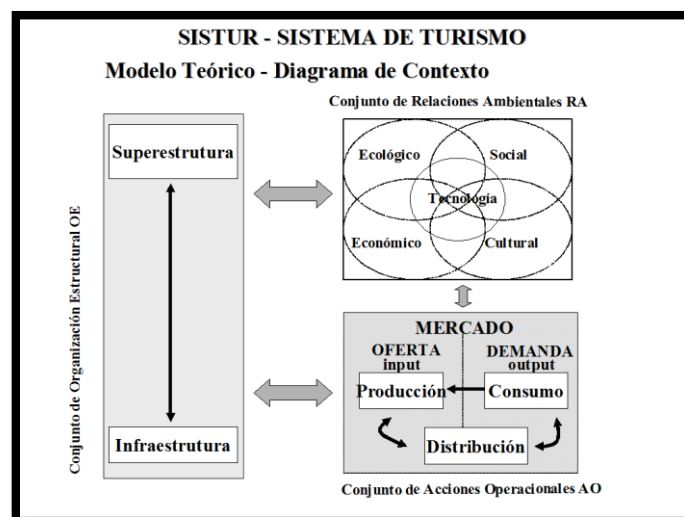 SISTUR - SISTEMA DE TURISMO
Modelo Teórico - Diagrama de Contexto
Conjunto de Organización Estructural OE
Superestrutura
Infraestrutura
Conjunto de Relaciones Ambientales RA
Ecológico
Social
Tecnología
Económico
Cultural
MERCADO
OFERTA
input
DEMANDA
output
Producción
Consumo
Distribución
Conjunto de Acciones Operacionales AO